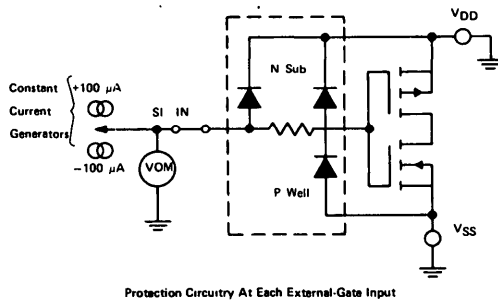 VDD
N Sub
Constant
Current
Generators
+100 μA
-100 μA
SI IN
VOM
P Well
VSS
Protection Circuitry At Each External-Gate Input